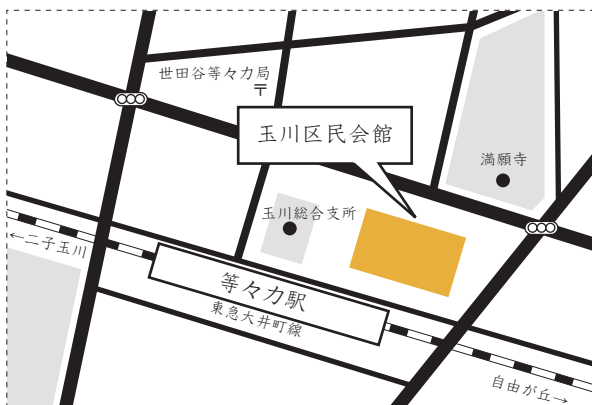 世田谷等々力局
〒
玉川区民会館
満願寺
玉川総合支所
←二子玉川
等々力駅
東急大井町線
自由が丘→